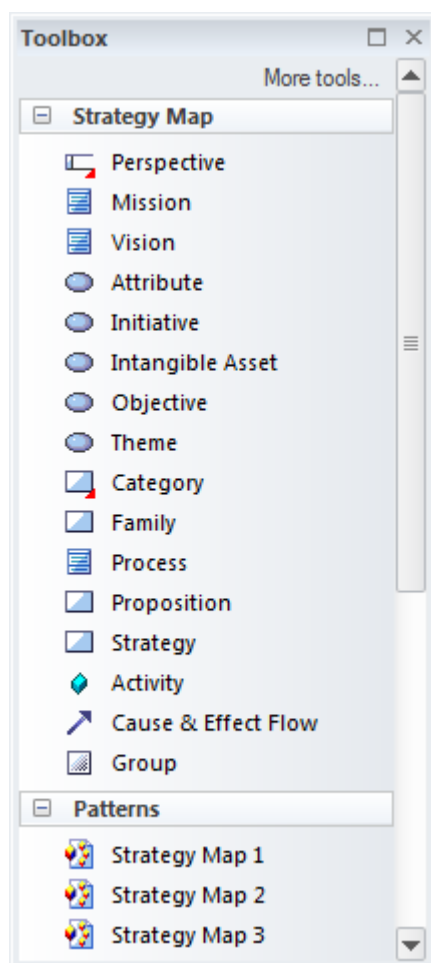 Toolbox
More tools...
Strategy Map
Perspective
Mission
Vision
Attribute
Initiative
Intangible Asset
Objective
Theme
Category
Family
Process
Proposition
Strategy
Activity
Cause & Effect Flow
Group
Patterns
Strategy Map 1
Strategy Map 2
Strategy Map 3